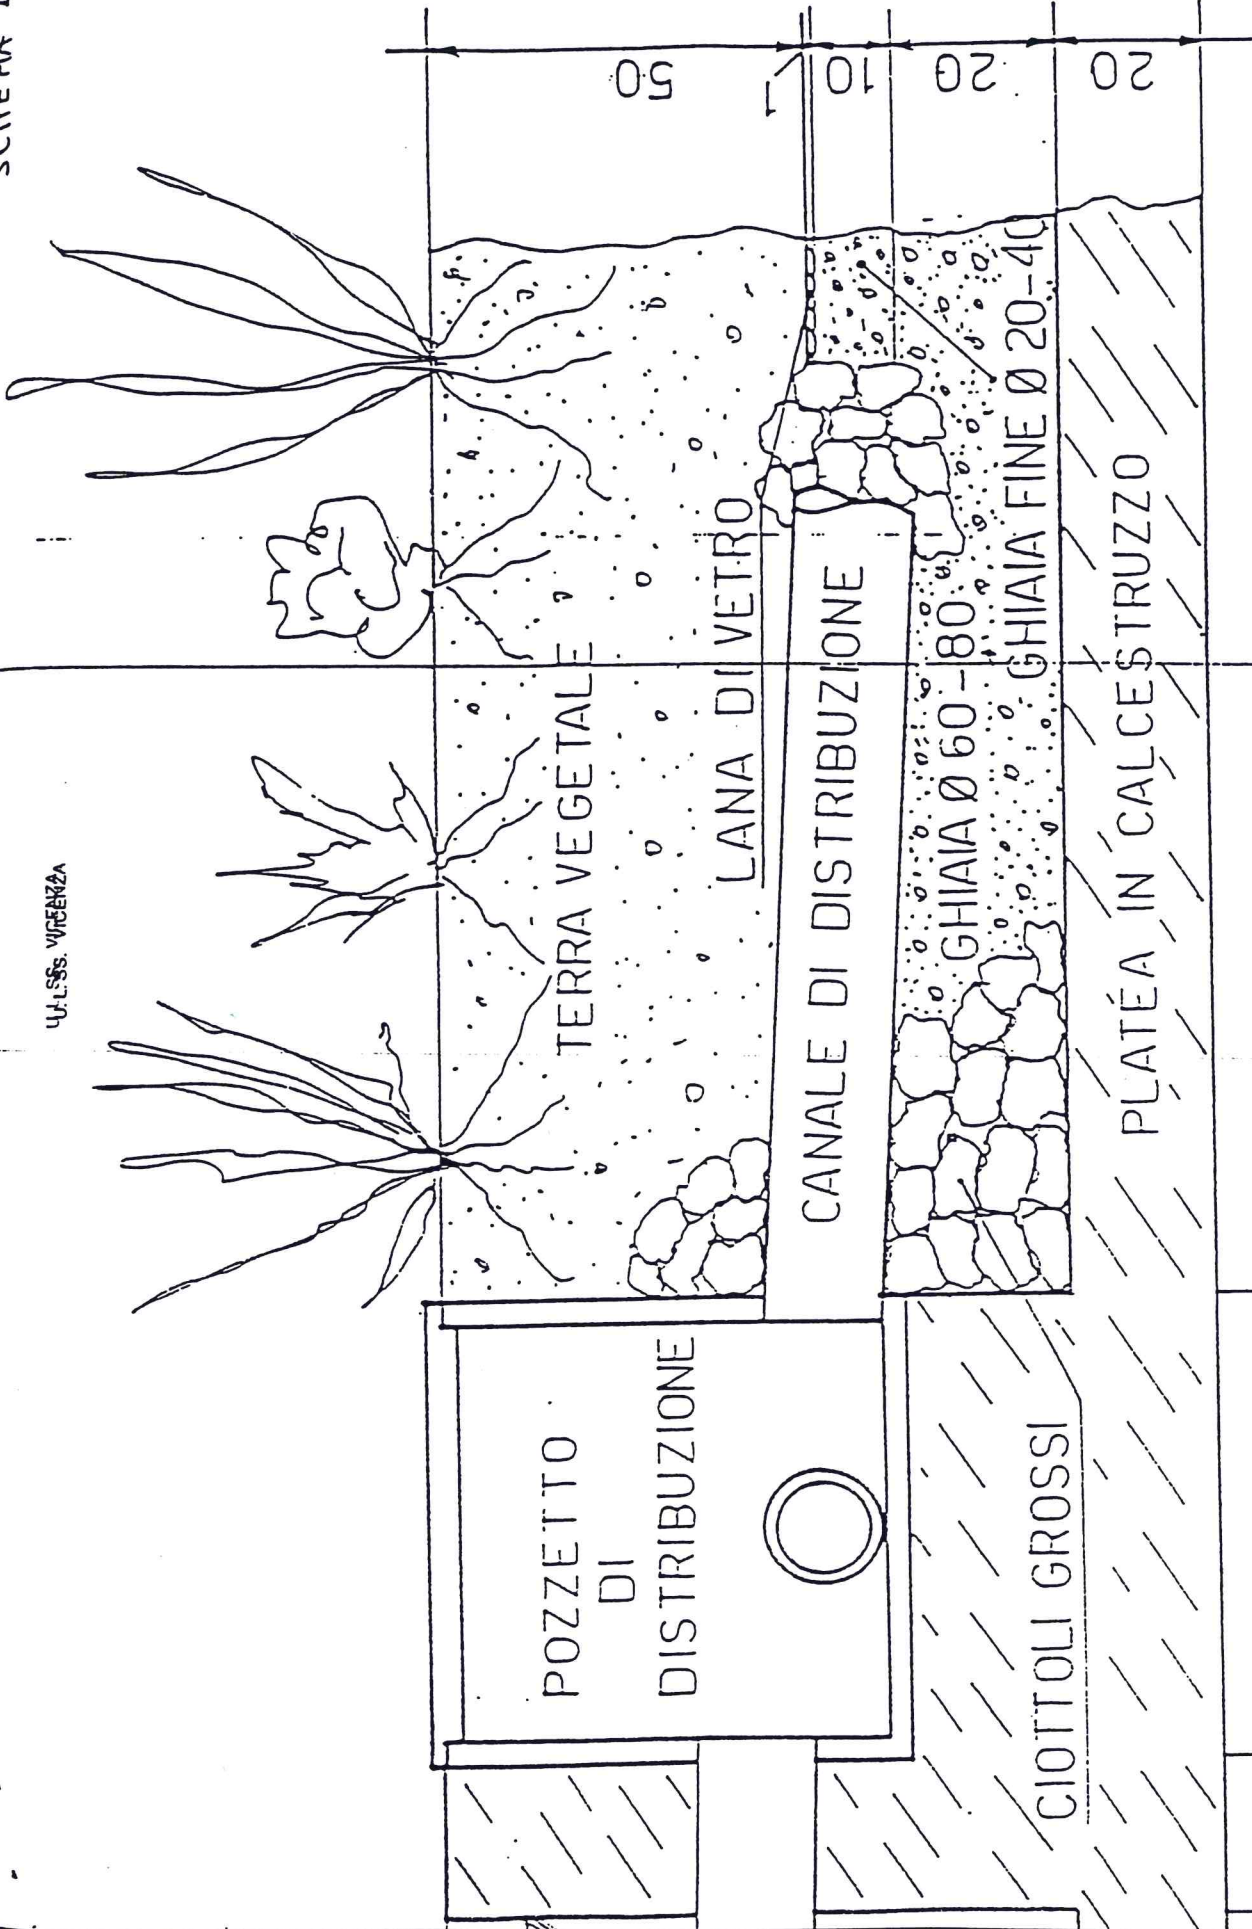 U.L.SS. VICENZA
50
1
10
20
20
TERRA VEGETALE
LANA DI VETRO
CANALE DI DISTRIBUZIONE
GHIAIA Ø 60-80
GHIAIA FINE Ø 20-40
PLATEA IN CALCESTRUZZO
POZZETTO
DI
DISTRIBUZIONE
CIOTTOLI GROSSI